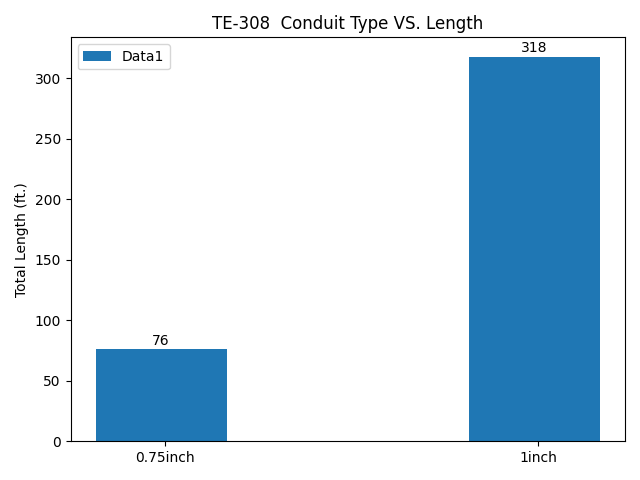 TE-308  Conduit Type VS. Length
Data1
318
76
Total Length (ft.)
300
250
200
150
100
50
0
0.75inch
1inch